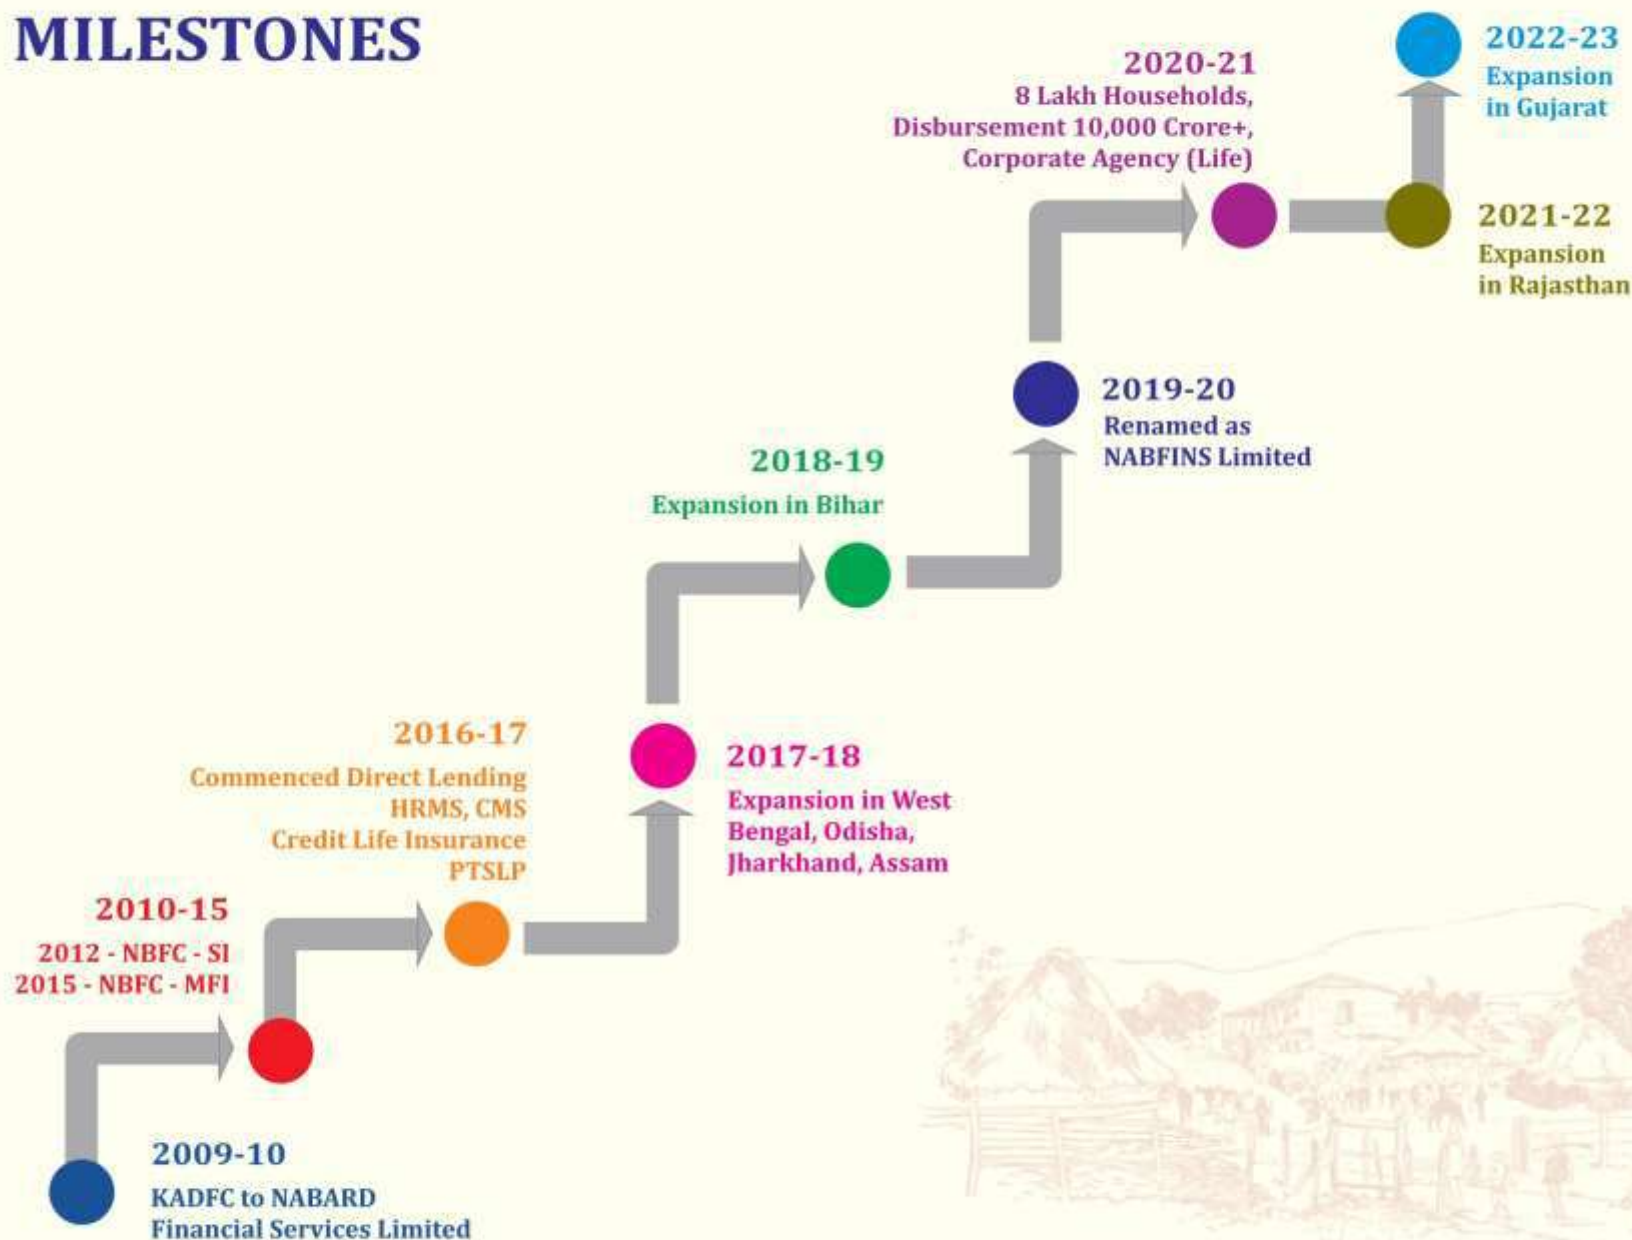 MILESTONES
2022-23
Expansion
in Gujarat
2020-21
8 Lakh Households,
Disbursement 10,000 Crore+,
Corporate Agency (Life)
2021-22
Expansion
in Rajasthan
2019-20
Renamed as
NABFINS Limited
2018-19
Expansion in Bihar
2016-17
Commenced Direct Lending
HRMS, CMS
Credit Life Insurance
PTSLP
2017-18
Expansion in West
Bengal, Odisha,
Jharkhand, Assam
2010-15
2012 - NBFC - SI
2015 - NBFC - MFI
2009-10
KADFC to NABARD
Financial Services Limited